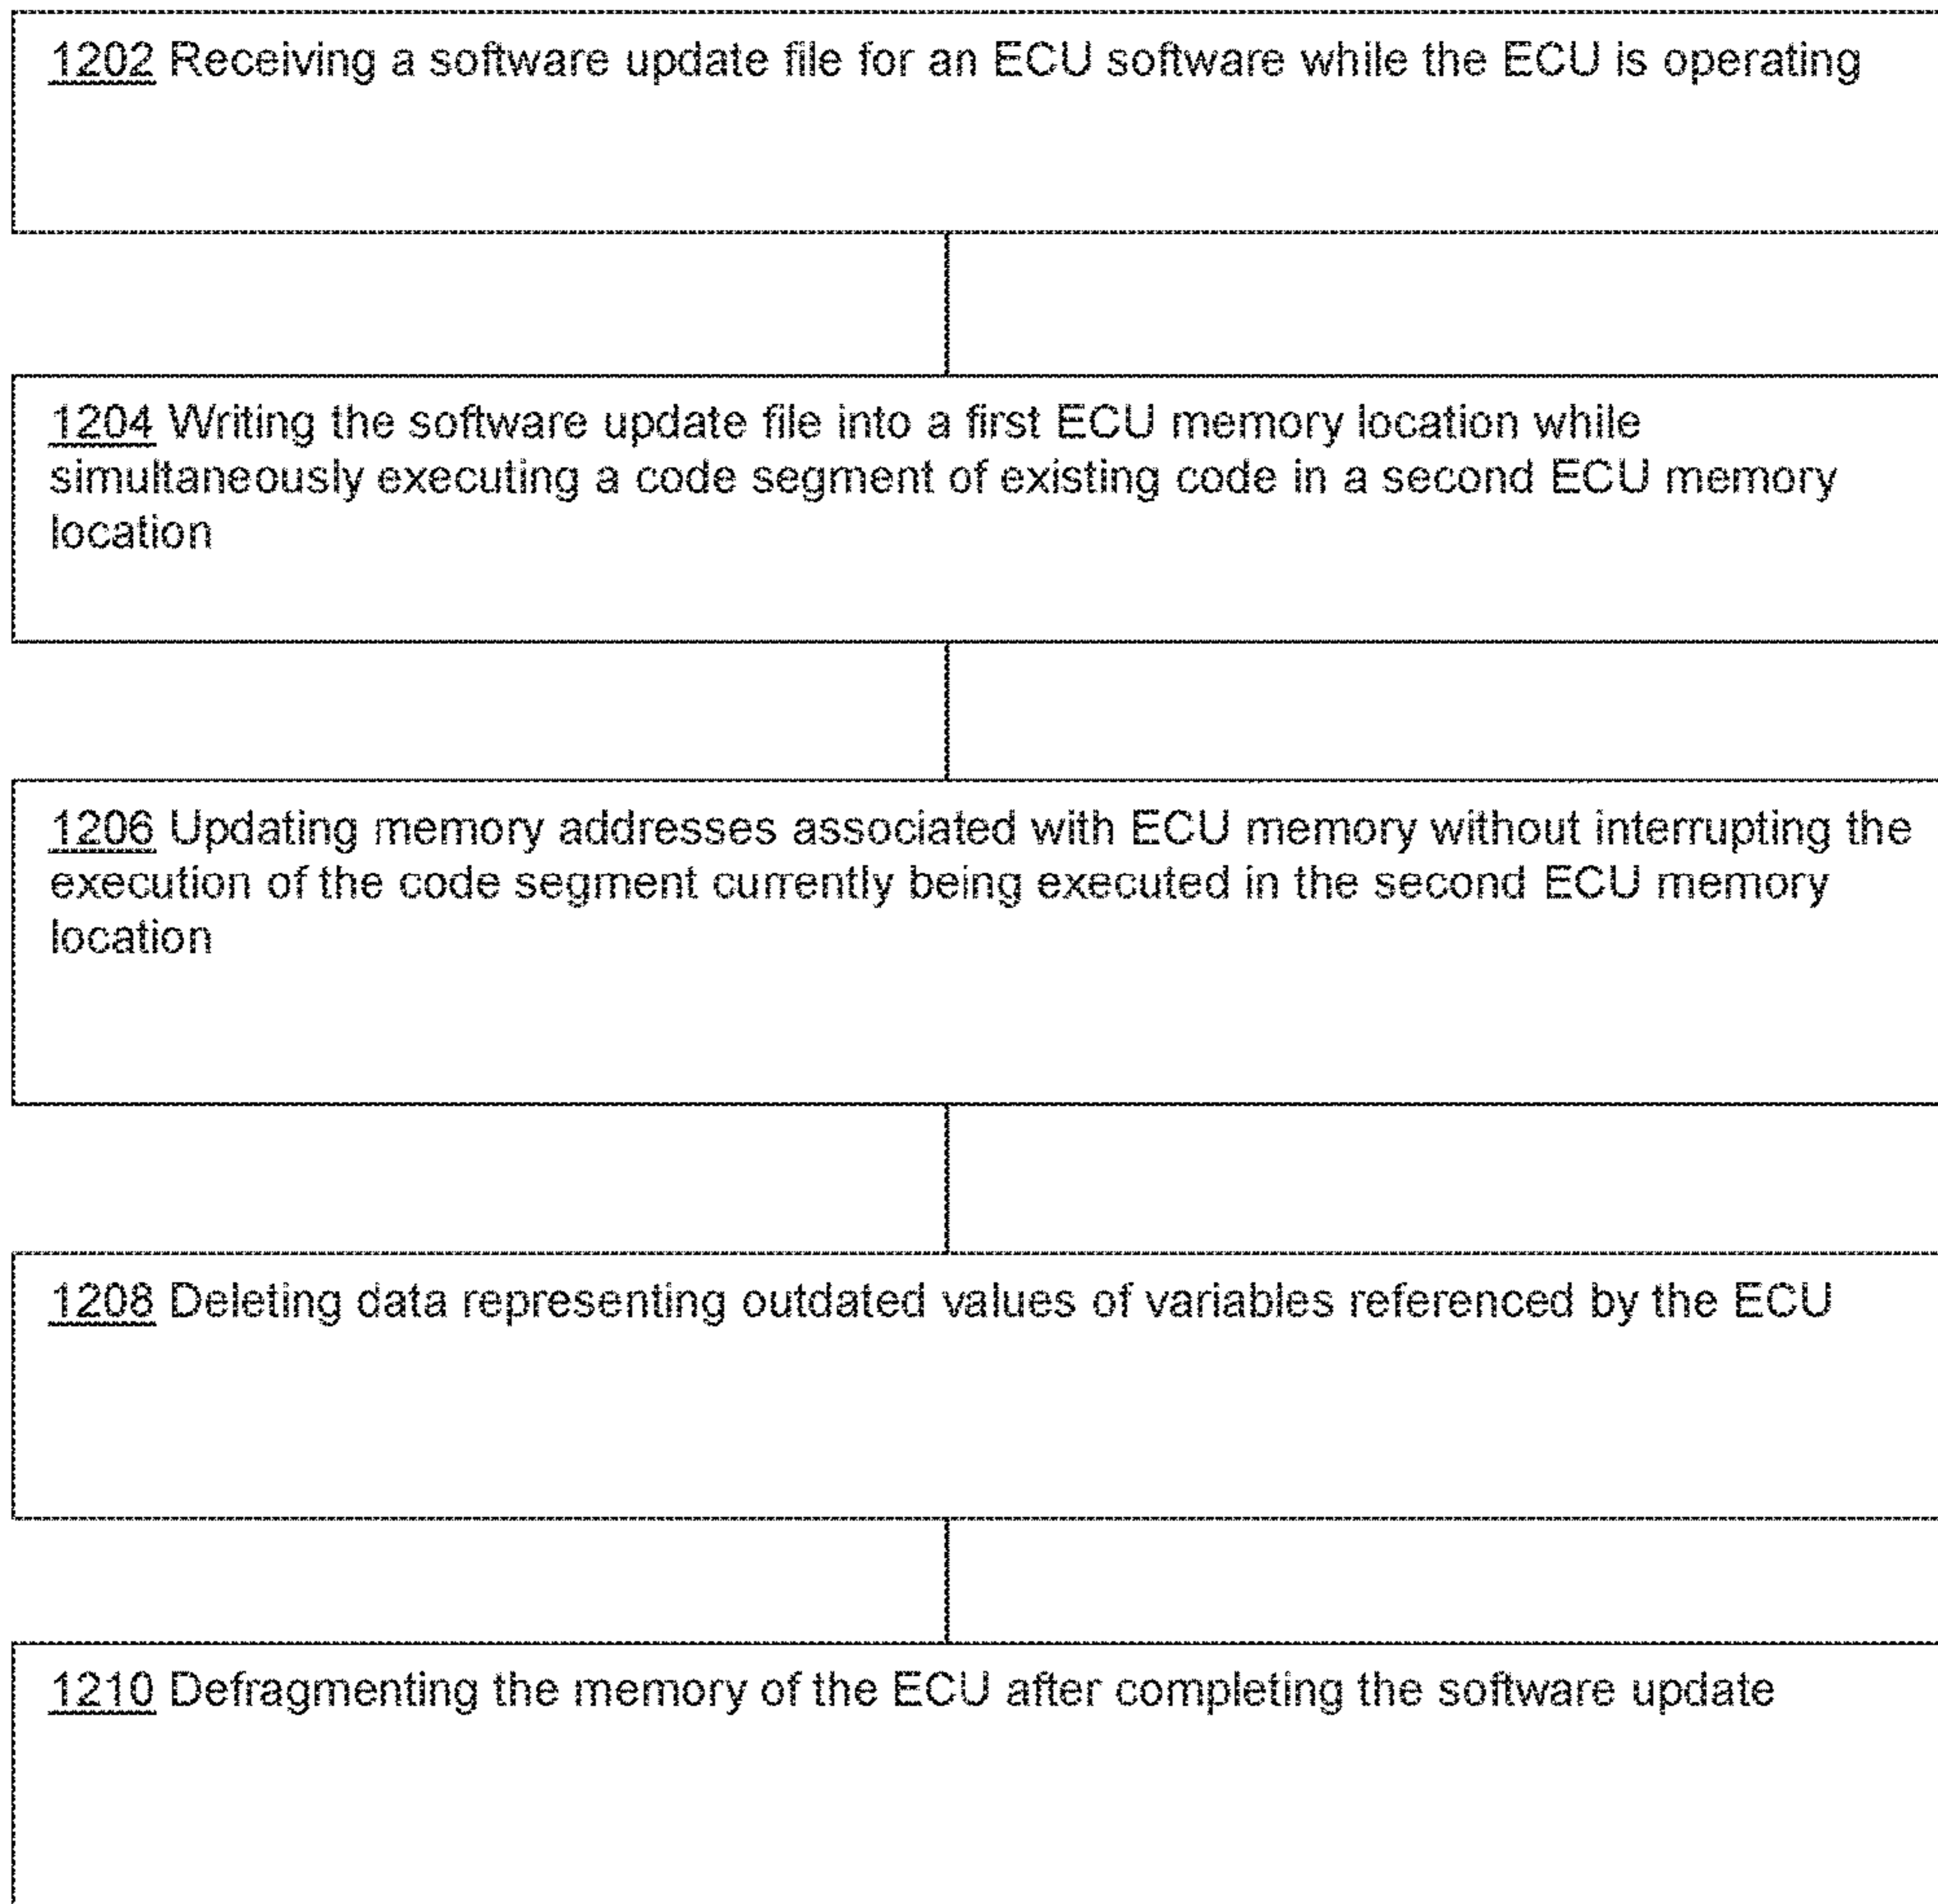 1202 Receiving a software update file for an ECU software while the ECU is operating
1204 Writing the software update file into a first ECU memory location while
simultaneously executing a code segment of existing code in a second ECU memory
location
1206 Updating memory addresses associated with ECU memory without interrupting the
execution of the code segment currently being executed in the second ECU memory
location
1208 Deleting data representing outdated values of variables referenced by the ECU
1210 Defragmenting the memory of the ECU after completing the software update